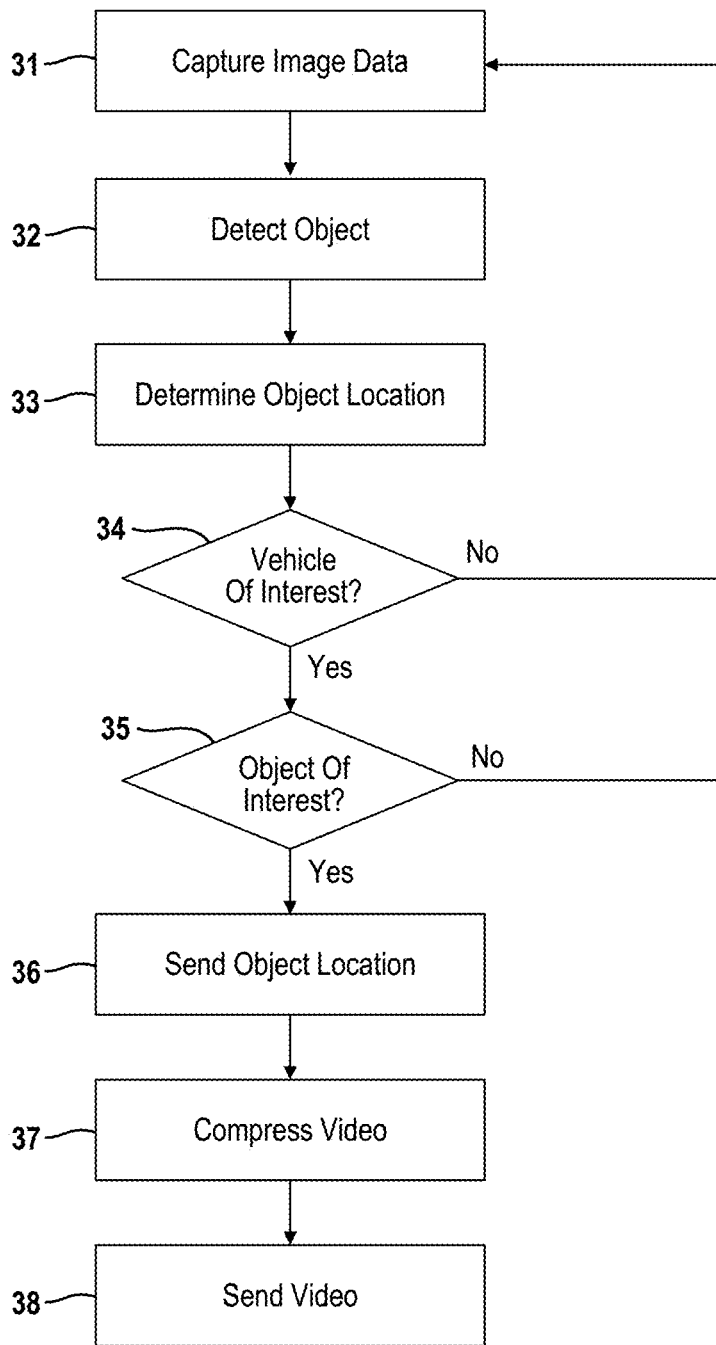 31
Capture Image Data
32
Detect Object
33
Determine Object Location
34
Vehicle
Of Interest?
No
Yes
35
Object Of
Interest?
No
Yes
36
Send Object Location
37
Compress Video
38
Send Video